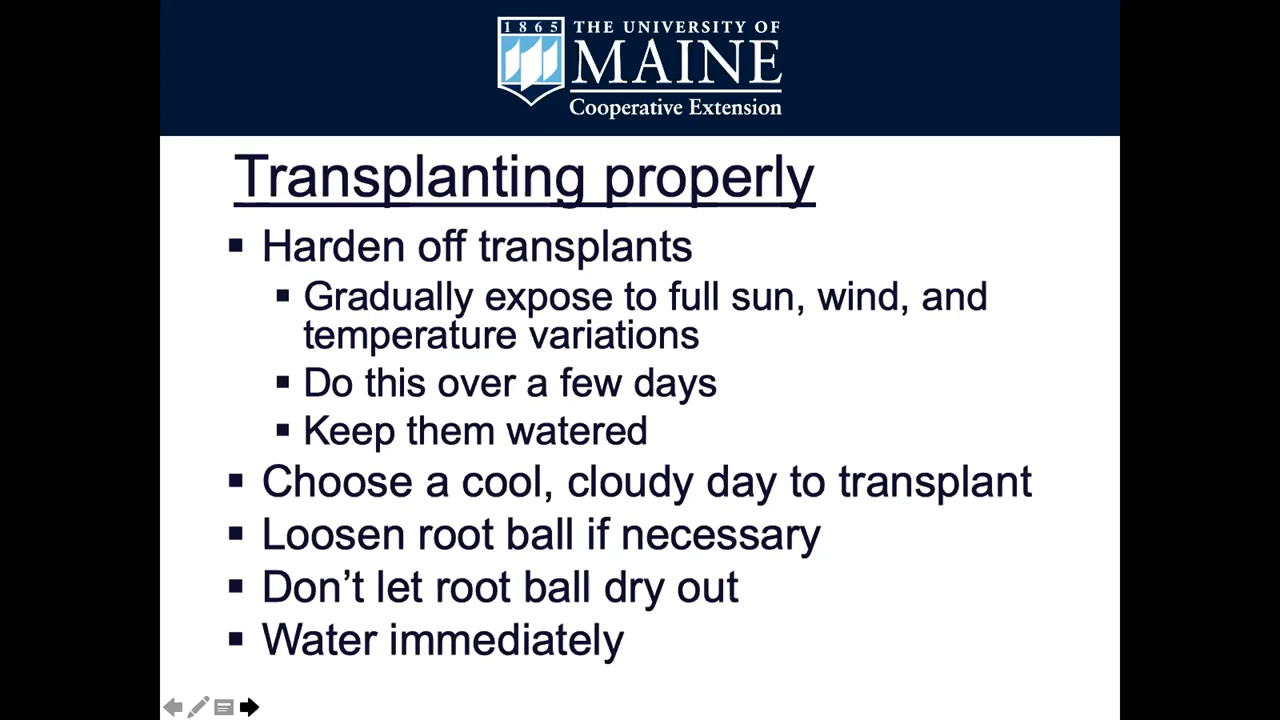 1865
THE UNIVERSITY OF
MAINE
Cooperative Extension
Transplanting properly
▪ Harden off transplants
▪ Gradually expose to full sun, wind, and
temperature variations
▪ Do this over a few days
▪ Keep them watered
▪ Choose a cool, cloudy day to transplant
▪ Loosen root ball if necessary
▪ Don’t let root ball dry out
▪ Water immediately